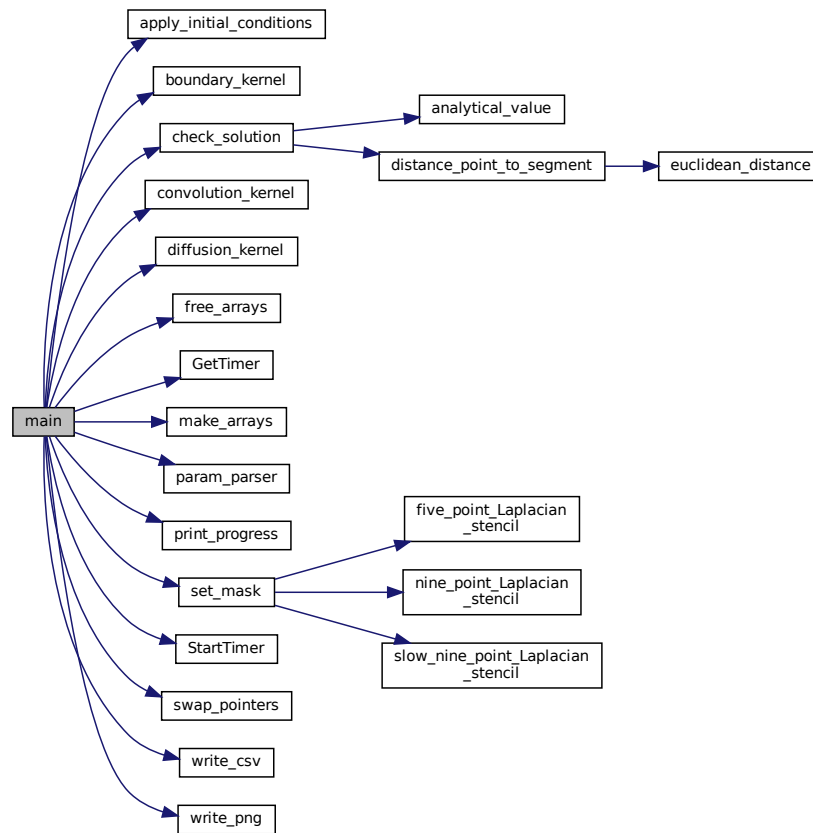 apply_initial_conditions
boundary_kernel
analytical_value
check_solution
distance_point_to_segment
euclidean_distance
convolution_kernel
diffusion_kernel
free_arrays
GetTimer
main
make_arrays
param_parser
print_progress
five_point_Laplacian
_stencil
set_mask
nine_point_Laplacian
_stencil
slow_nine_point_Laplacian
_stencil
StartTimer
swap_pointers
write_csv
write_png